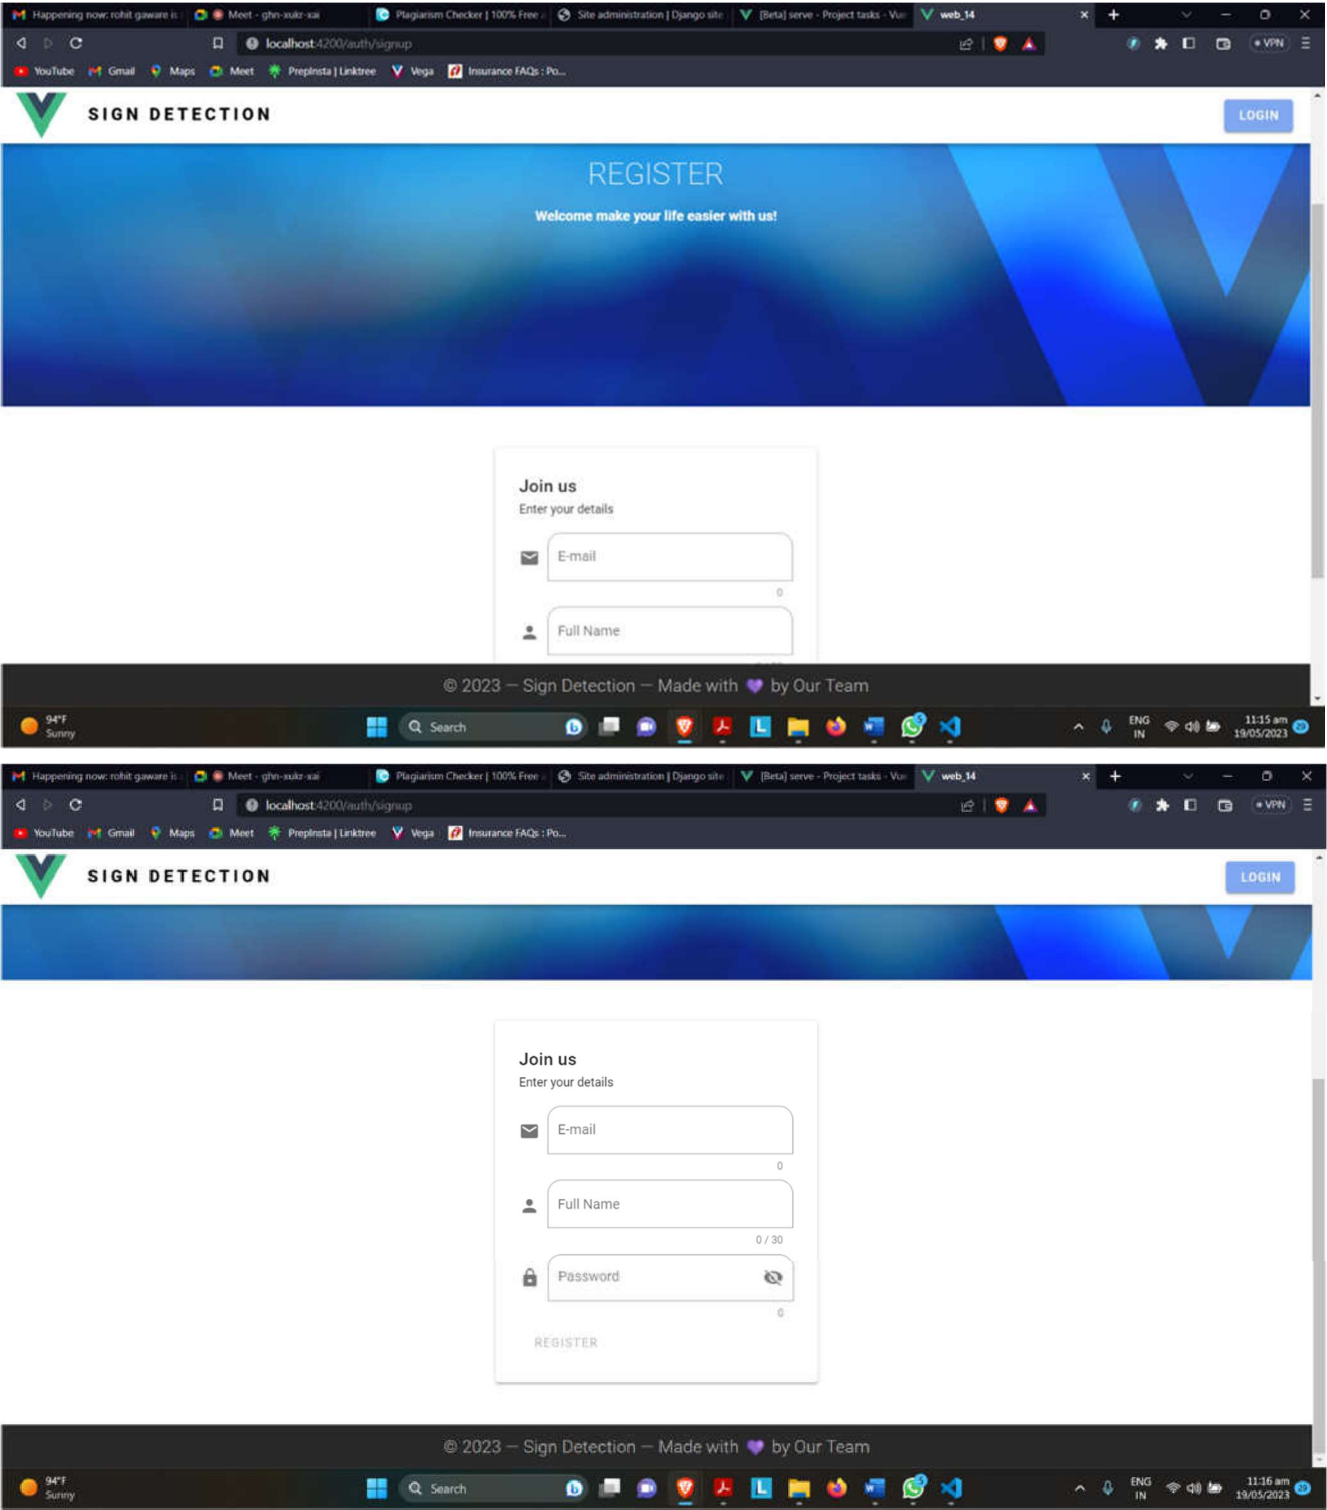 Happening now: rohit gaware is
Meet - ghn-xukr-xai
Plagiarism Checker | 100% Free
Site administration | Django site
[Beta] serve - Project tasks - Vue
web_14
localhost:4200/auth/signup
VPN
YouTube
Gmail
Maps
Meet
PrepInsta | Linktree
Vega
Insurance FAQs : Po...
SIGN DETECTION
LOGIN
REGISTER
Welcome make your life easier with us!
Join us
Enter your details
E-mail
0
Full Name
© 2023 — Sign Detection — Made with 💜 by Our Team
94°F
Sunny
Search
ENG
IN
11:15 am
19/05/2023
Happening now: rohit gaware is
Meet - ghn-xukr-xai
Plagiarism Checker | 100% Free
Site administration | Django site
[Beta] serve - Project tasks - Vue
web_14
localhost:4200/auth/signup
VPN
YouTube
Gmail
Maps
Meet
PrepInsta | Linktree
Vega
Insurance FAQs : Po...
SIGN DETECTION
LOGIN
Join us
Enter your details
E-mail
0
Full Name
0 / 30
Password
0
REGISTER
© 2023 — Sign Detection — Made with 💜 by Our Team
94°F
Sunny
Search
ENG
IN
11:16 am
19/05/2023